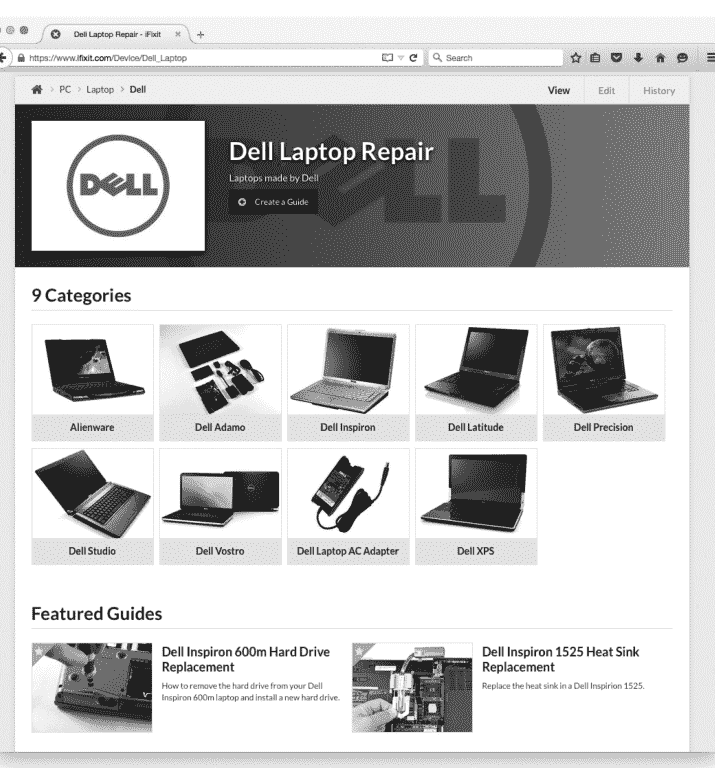 Dell Laptop Repair - iFixit
https://www.ifixit.com/Device/Dell_Laptop
Search
PC > Laptop > Dell
View Edit History
DELL
Dell Laptop Repair
Laptops made by Dell
Create a Guide
9 Categories
Alienware Dell Adamo Dell Inspiron Dell Latitude Dell Precision
Dell Studio Dell Vostro Dell Laptop AC Adapter Dell XPS
Featured Guides
Dell Inspiron 600m Hard Drive
Replacement
How to remove the hard drive from your Dell
Inspiron 600m laptop and install a new hard drive.
Dell Inspiron 1525 Heat Sink
Replacement
Replace the heat sink in a Dell Inspirion 1525.